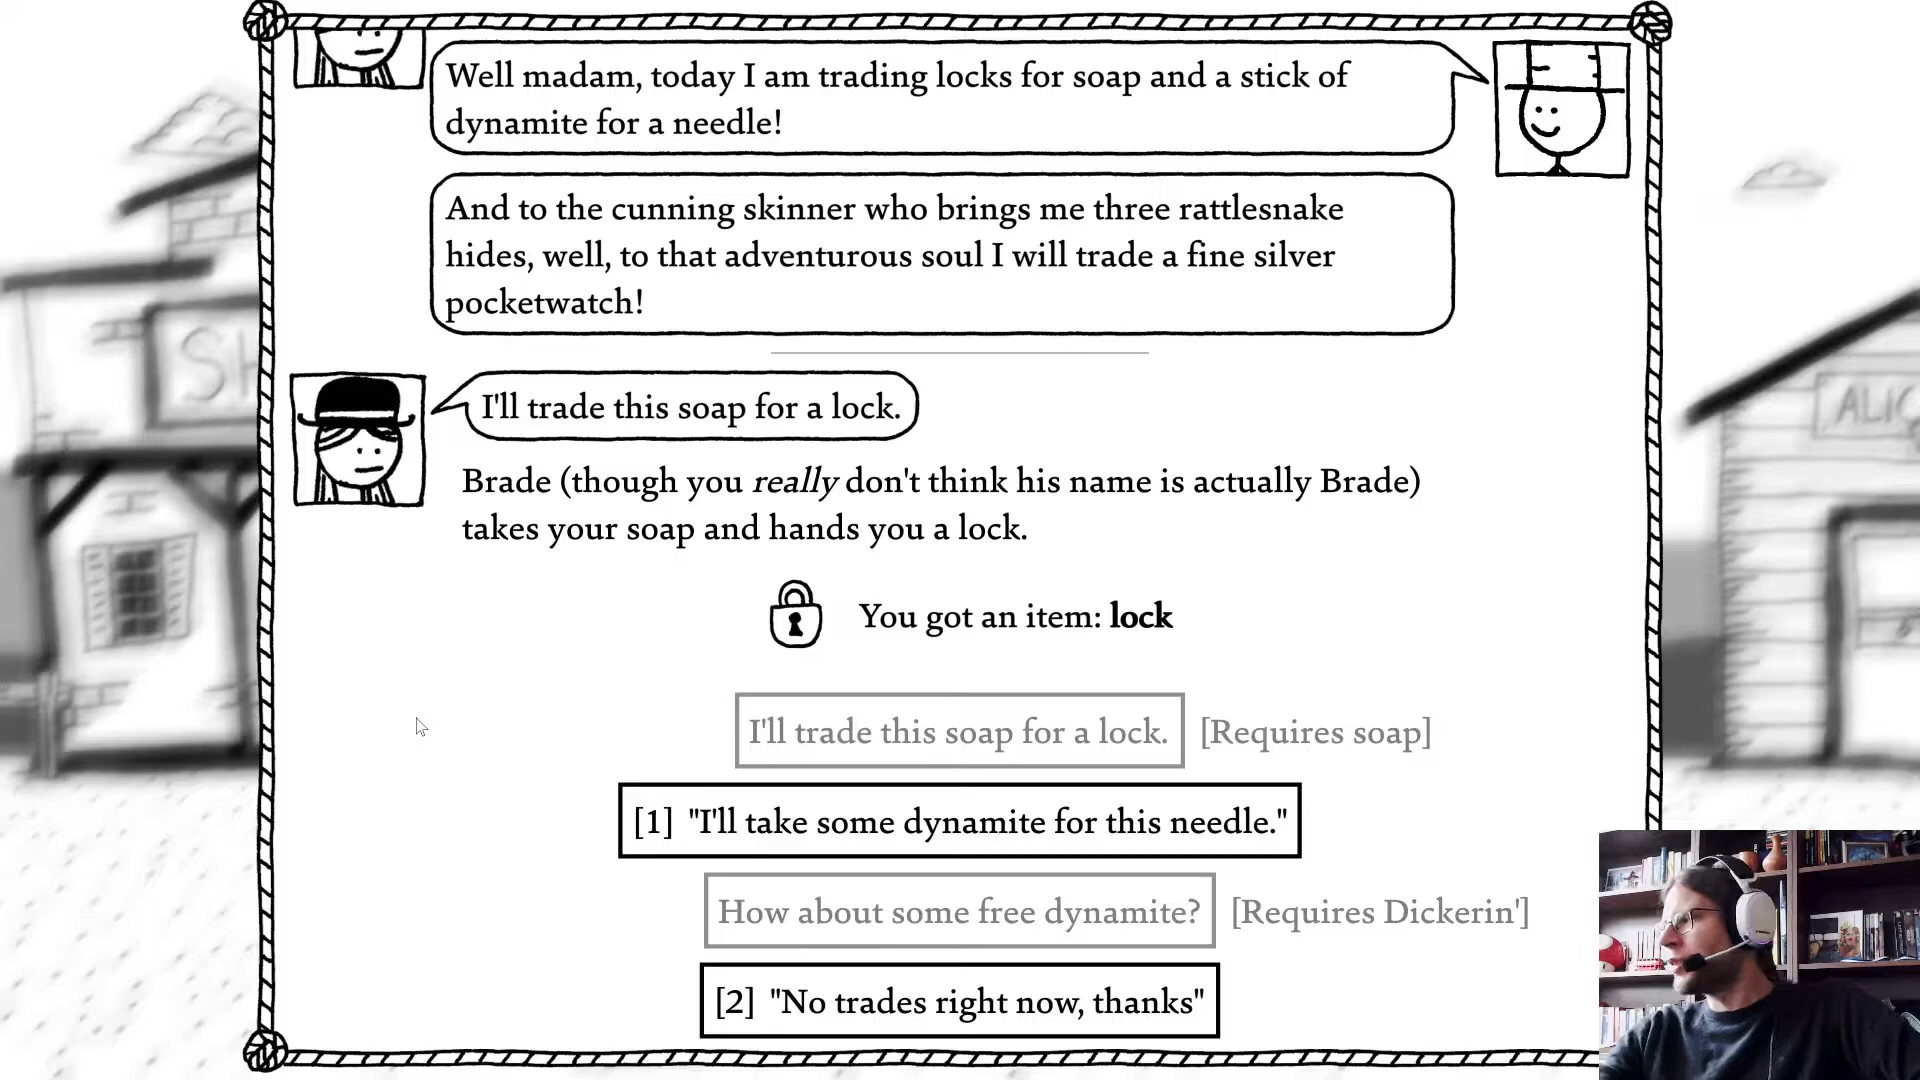 Well madam, today I am trading locks for soap and a stick of
dynamite for a needle!
And to the cunning skinner who brings me three rattlesnake
hides, well, to that adventurous soul I will trade a fine silver
pocketwatch!
I'll trade this soap for a lock.
Brade (though you really don't think his name is actually Brade)
takes your soap and hands you a lock.
You got an item: lock
I'll trade this soap for a lock. [Requires soap]
[1] "I'll take some dynamite for this needle."
How about some free dynamite? [Requires Dickerin']
[2] "No trades right now, thanks"
SH
ALIC